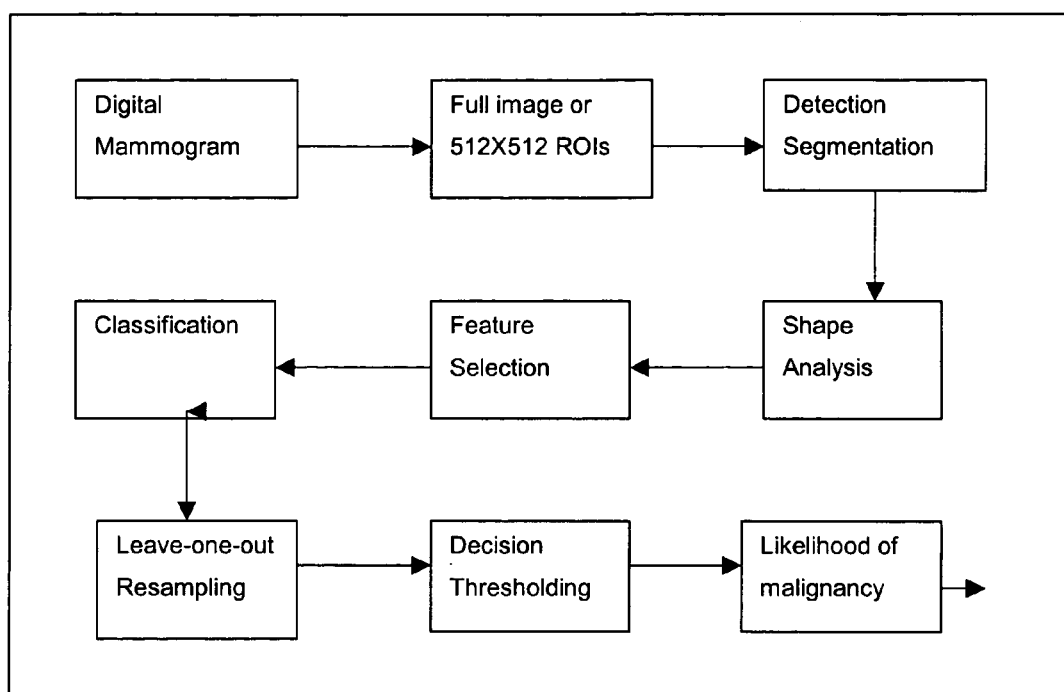 Digital
Mammogram
Full image or
512X512 ROIs
Detection
Segmentation
Classification
Feature
Selection
Shape
Analysis
Leave-one-out
Resampling
Decision
Thresholding
Likelihood of
malignancy